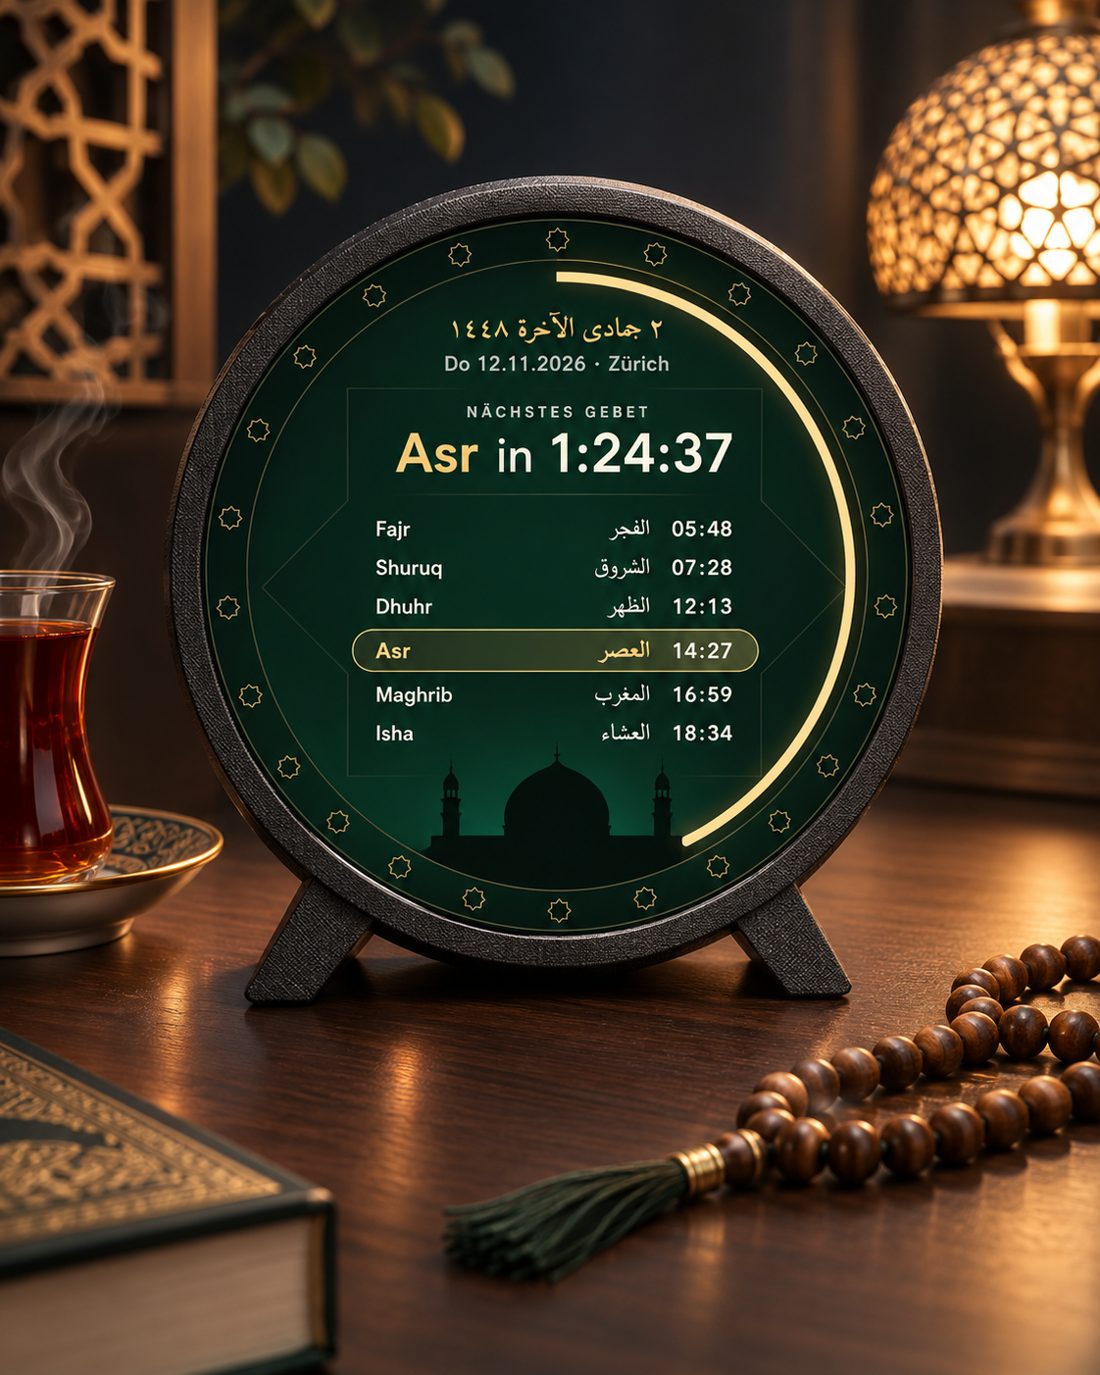 ٢ جمادى الآخرة ١٤٤٨
Do 12.11.2026 · Zürich
NÄCHSTES GEBET
Asr in 1:24:37
Fajr الفجر 05:48
Shuruq الشروق 07:28
Dhuhr الظهر 12:13
Asr العصر 14:27
Maghrib المغرب 16:59
Isha العشاء 18:34